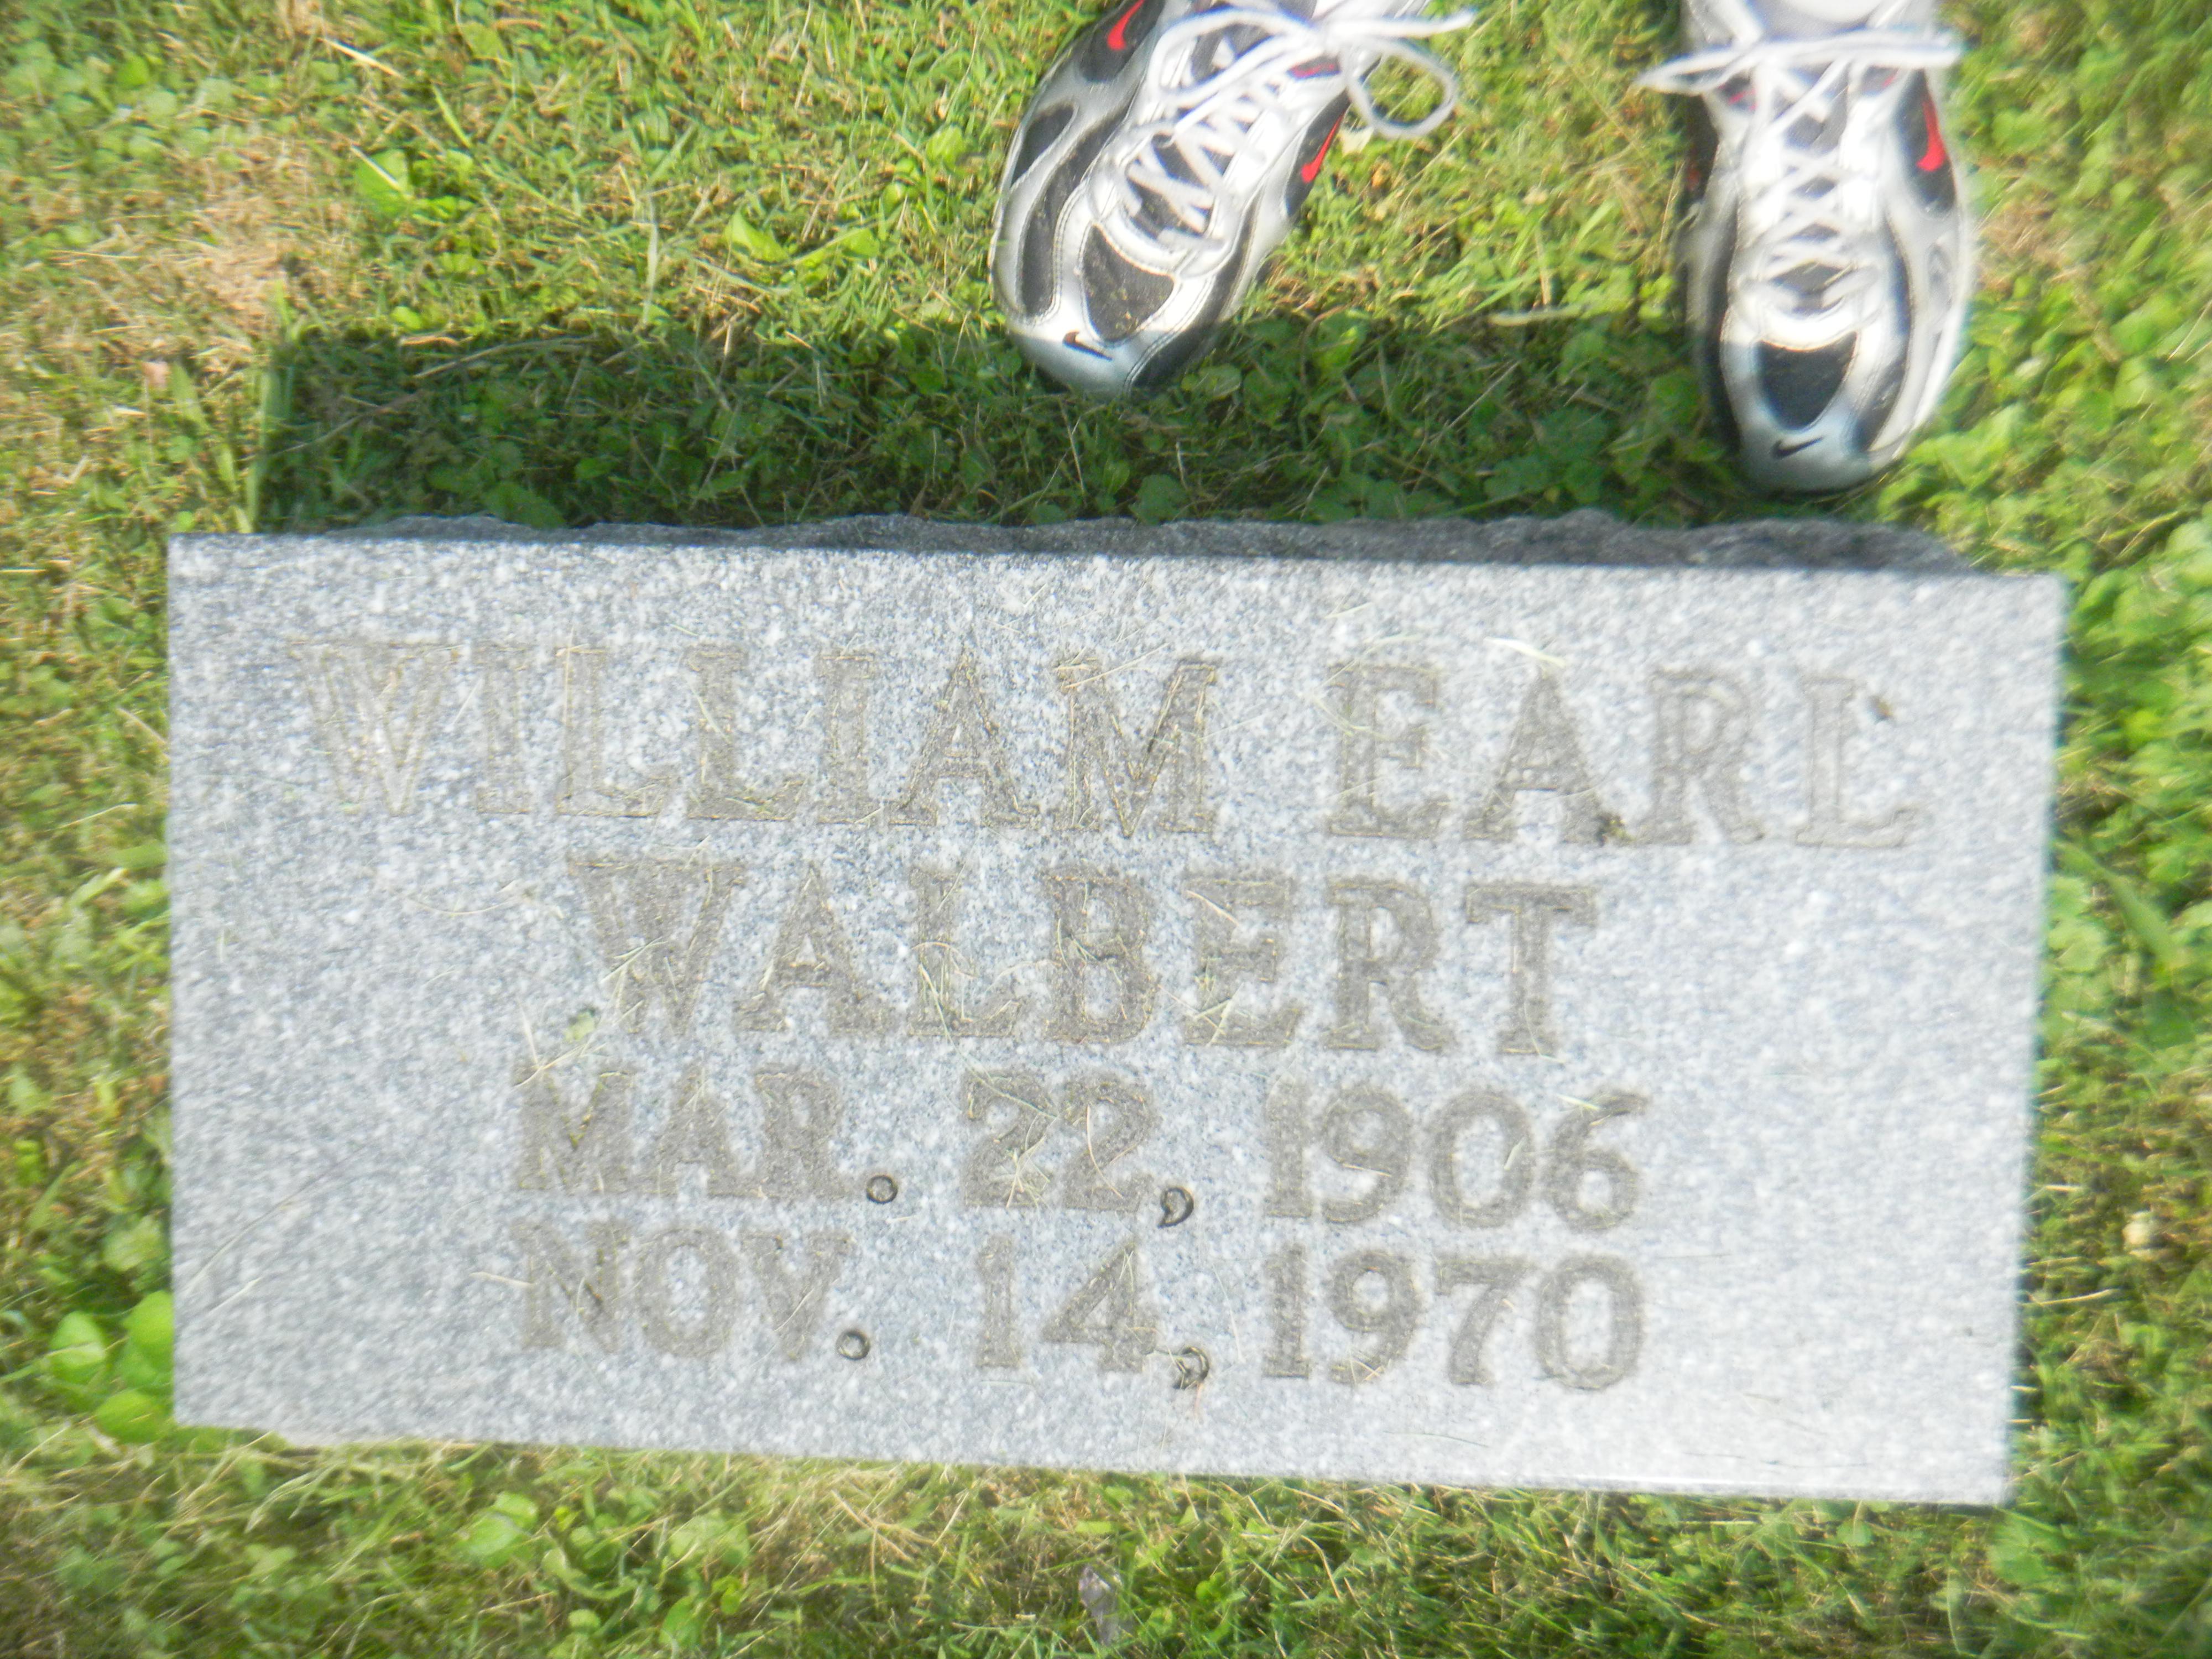 WILLIAM EARL
WALBERT
MAR. 22, 1906
NOV. 14, 1970